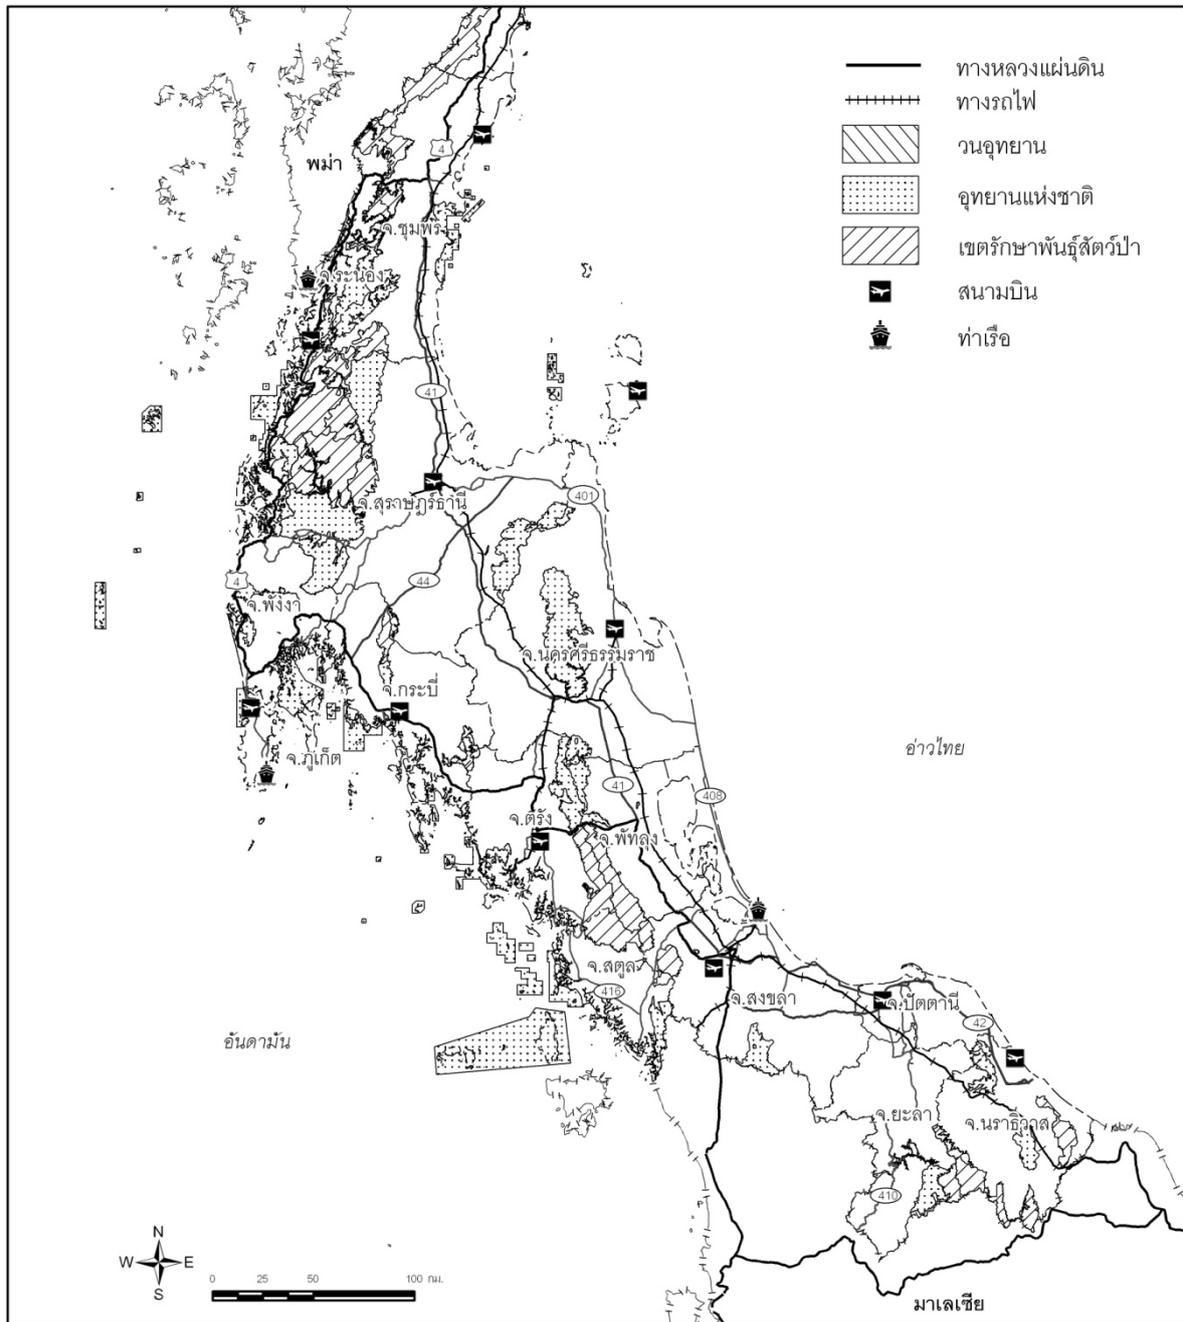 ทางหลวงแผ่นดิน
ทางรถไฟ
วนอุทยาน
อุทยานแห่งชาติ
เขตรักษาพันธุ์สัตว์ป่า
สนามบิน
ท่าเรือ
4
พม่า
จ.ชุมพร
จ.ระนอง
41
จ.สุราษฎร์ธานี
401
4
44
จ.พังงา
จ.นครศรีธรรมราช
จ.กระบี่
อ่าวไทย
จ.ภูเก็ต
41
408
จ.ตรัง
จ.พัทลุง
จ.สตูล
416
จ.สงขลา
จ.ปัตตานี
42
อันดามัน
จ.ยะลา
จ.นราธิวาส
410
N
W E
S
0 25 50 100 กม.
มาเลเซีย